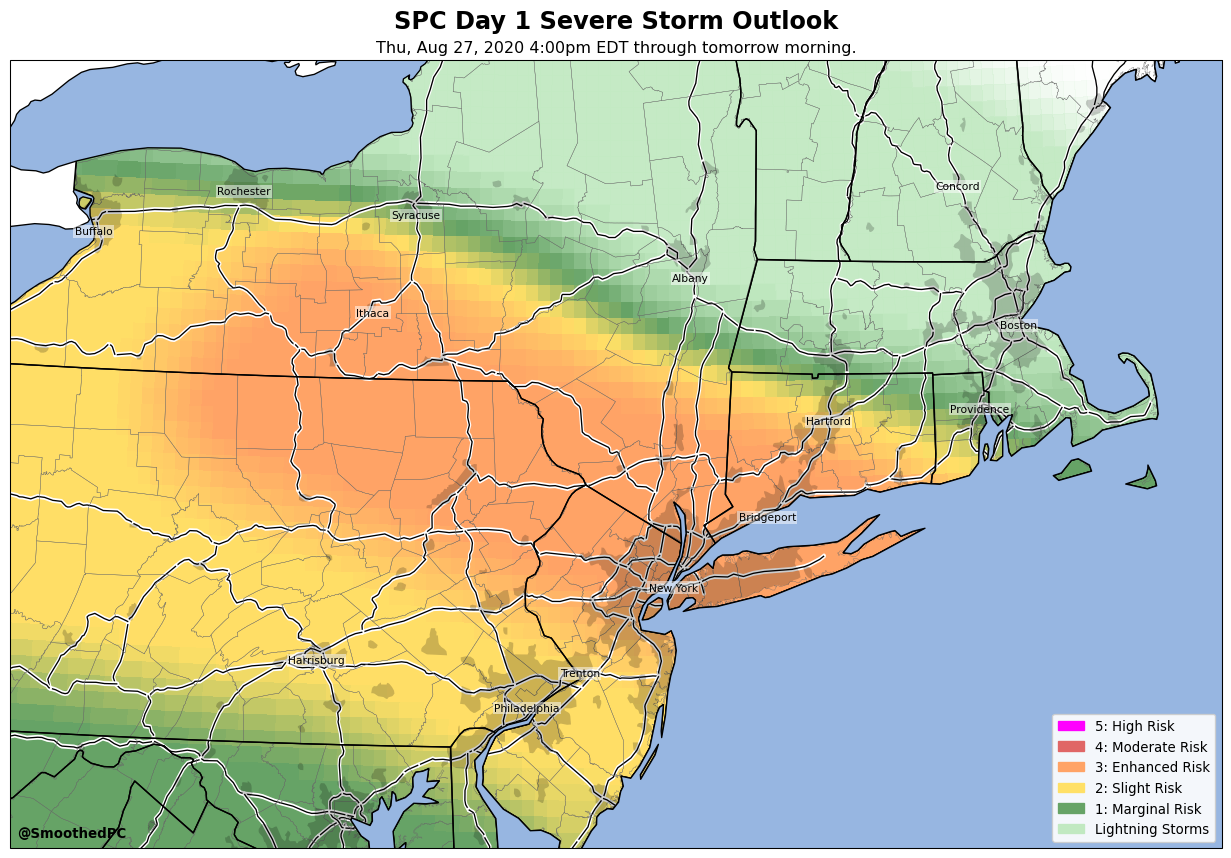 SPC Day 1 Severe Storm Outlook
Thu, Aug 27, 2020 4:00pm EDT through tomorrow morning.
Concord
Rochester
Syracuse
Buffalo
Albany
Ithaca
Boston
Providence
Hartford
Bridgeport
New York
Harrisburg
Trenton
Philadelphia
5: High Risk
4: Moderate Risk
3: Enhanced Risk
2: Slight Risk
1: Marginal Risk
Lightning Storms
@SmoothedPC